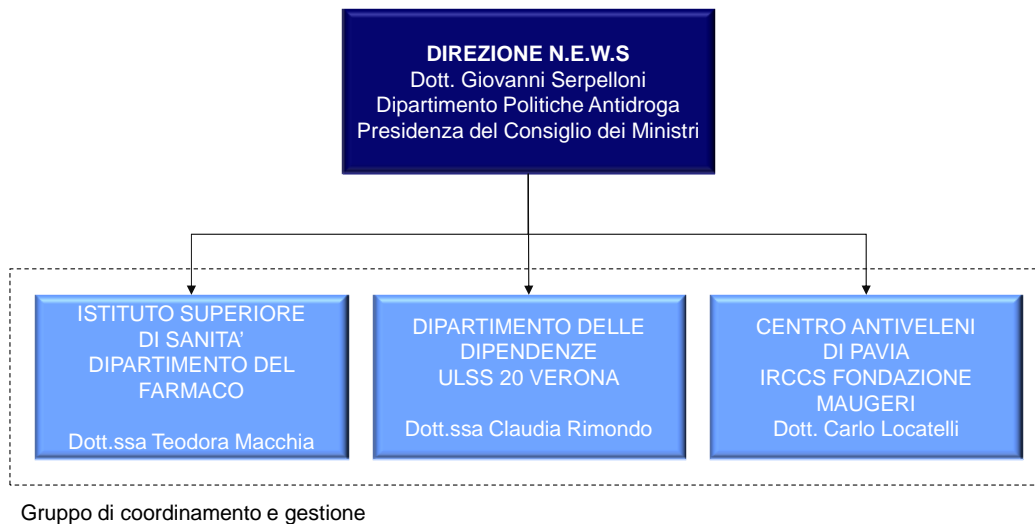 DIREZIONE N.E.W.S
Dott. Giovanni Serpelloni
Dipartimento Politiche Antidroga
Presidenza del Consiglio dei Ministri
ISTITUTO SUPERIORE
DI SANITA’
DIPARTIMENTO DEL
FARMACO
Dott.ssa Teodora Macchia
DIPARTIMENTO DELLE
DIPENDENZE
ULSS 20 VERONA
Dott.ssa Claudia Rimondo
CENTRO ANTIVELENI
DI PAVIA
IRCCS FONDAZIONE
MAUGERI
Dott. Carlo Locatelli
Gruppo di coordinamento e gestione